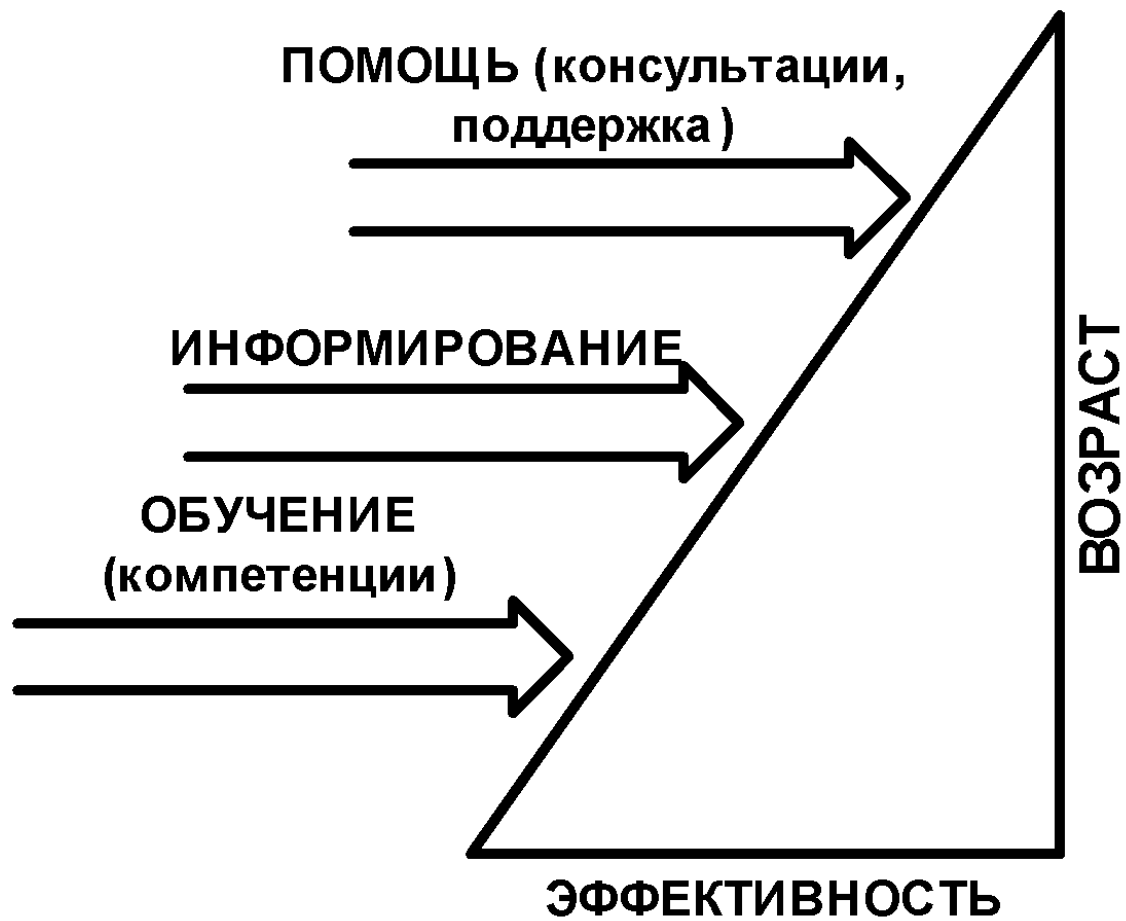 ПОМОЩЬ (консультации,
поддержка)
ИНФОРМИРОВАНИЕ
ОБУЧЕНИЕ
(компетенции)
ВОЗРАСТ
ЭФФЕКТИВНОСТЬ